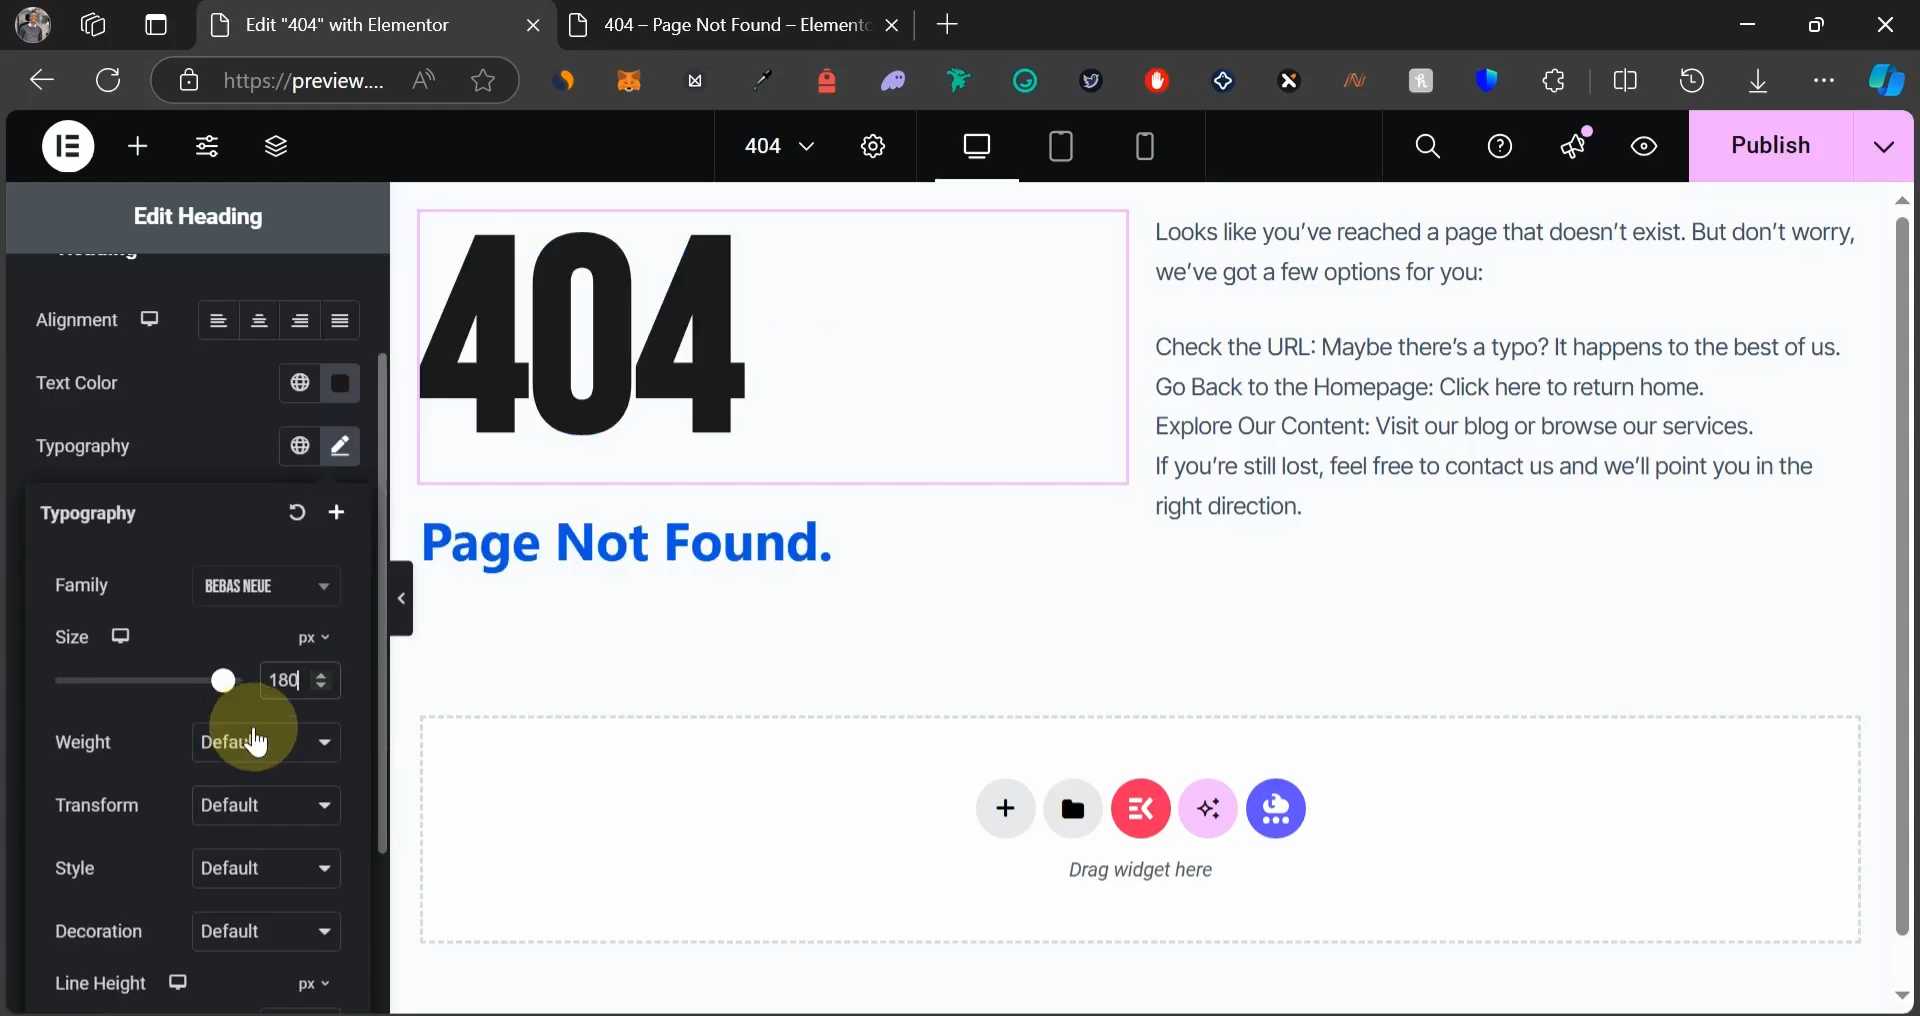 Edit "404" with Elementor
404 – Page Not Found – Elemento
https://preview....
404
Publish
Edit Heading
Heading
Alignment
Text Color
Typography
Typography
Family
BEBAS NEUE
Size
px
180
Weight
Default
Transform
Default
Style
Default
Decoration
Default
Line Height
px
404
Page Not Found.
Looks like you've reached a page that doesn't exist. But don't worry,
we've got a few options for you:
Check the URL: Maybe there's a typo? It happens to the best of us.
Go Back to the Homepage: Click here to return home.
Explore Our Content: Visit our blog or browse our services.
If you're still lost, feel free to contact us and we'll point you in the
right direction.
Drag widget here